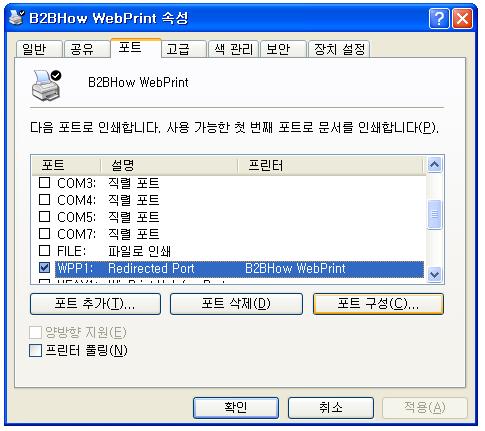 B2BHow WebPrint 속성
일반 공유 포트 고급 색 관리 보안 장치 설정
B2BHow WebPrint
다음 포트로 인쇄합니다. 사용 가능한 첫 번째 포트로 문서를 인쇄합니다(P).
포트 설명 프린터
COM3: 직렬 포트
COM4: 직렬 포트
COM5: 직렬 포트
COM7: 직렬 포트
FILE: 파일로 인쇄
WPP1: Redirected Port B2BHow WebPrint
포트 추가(T)... 포트 삭제(D) 포트 구성(C)...
양방향 지원(E)
프린터 풀링(N)
확인 취소 적용(A)